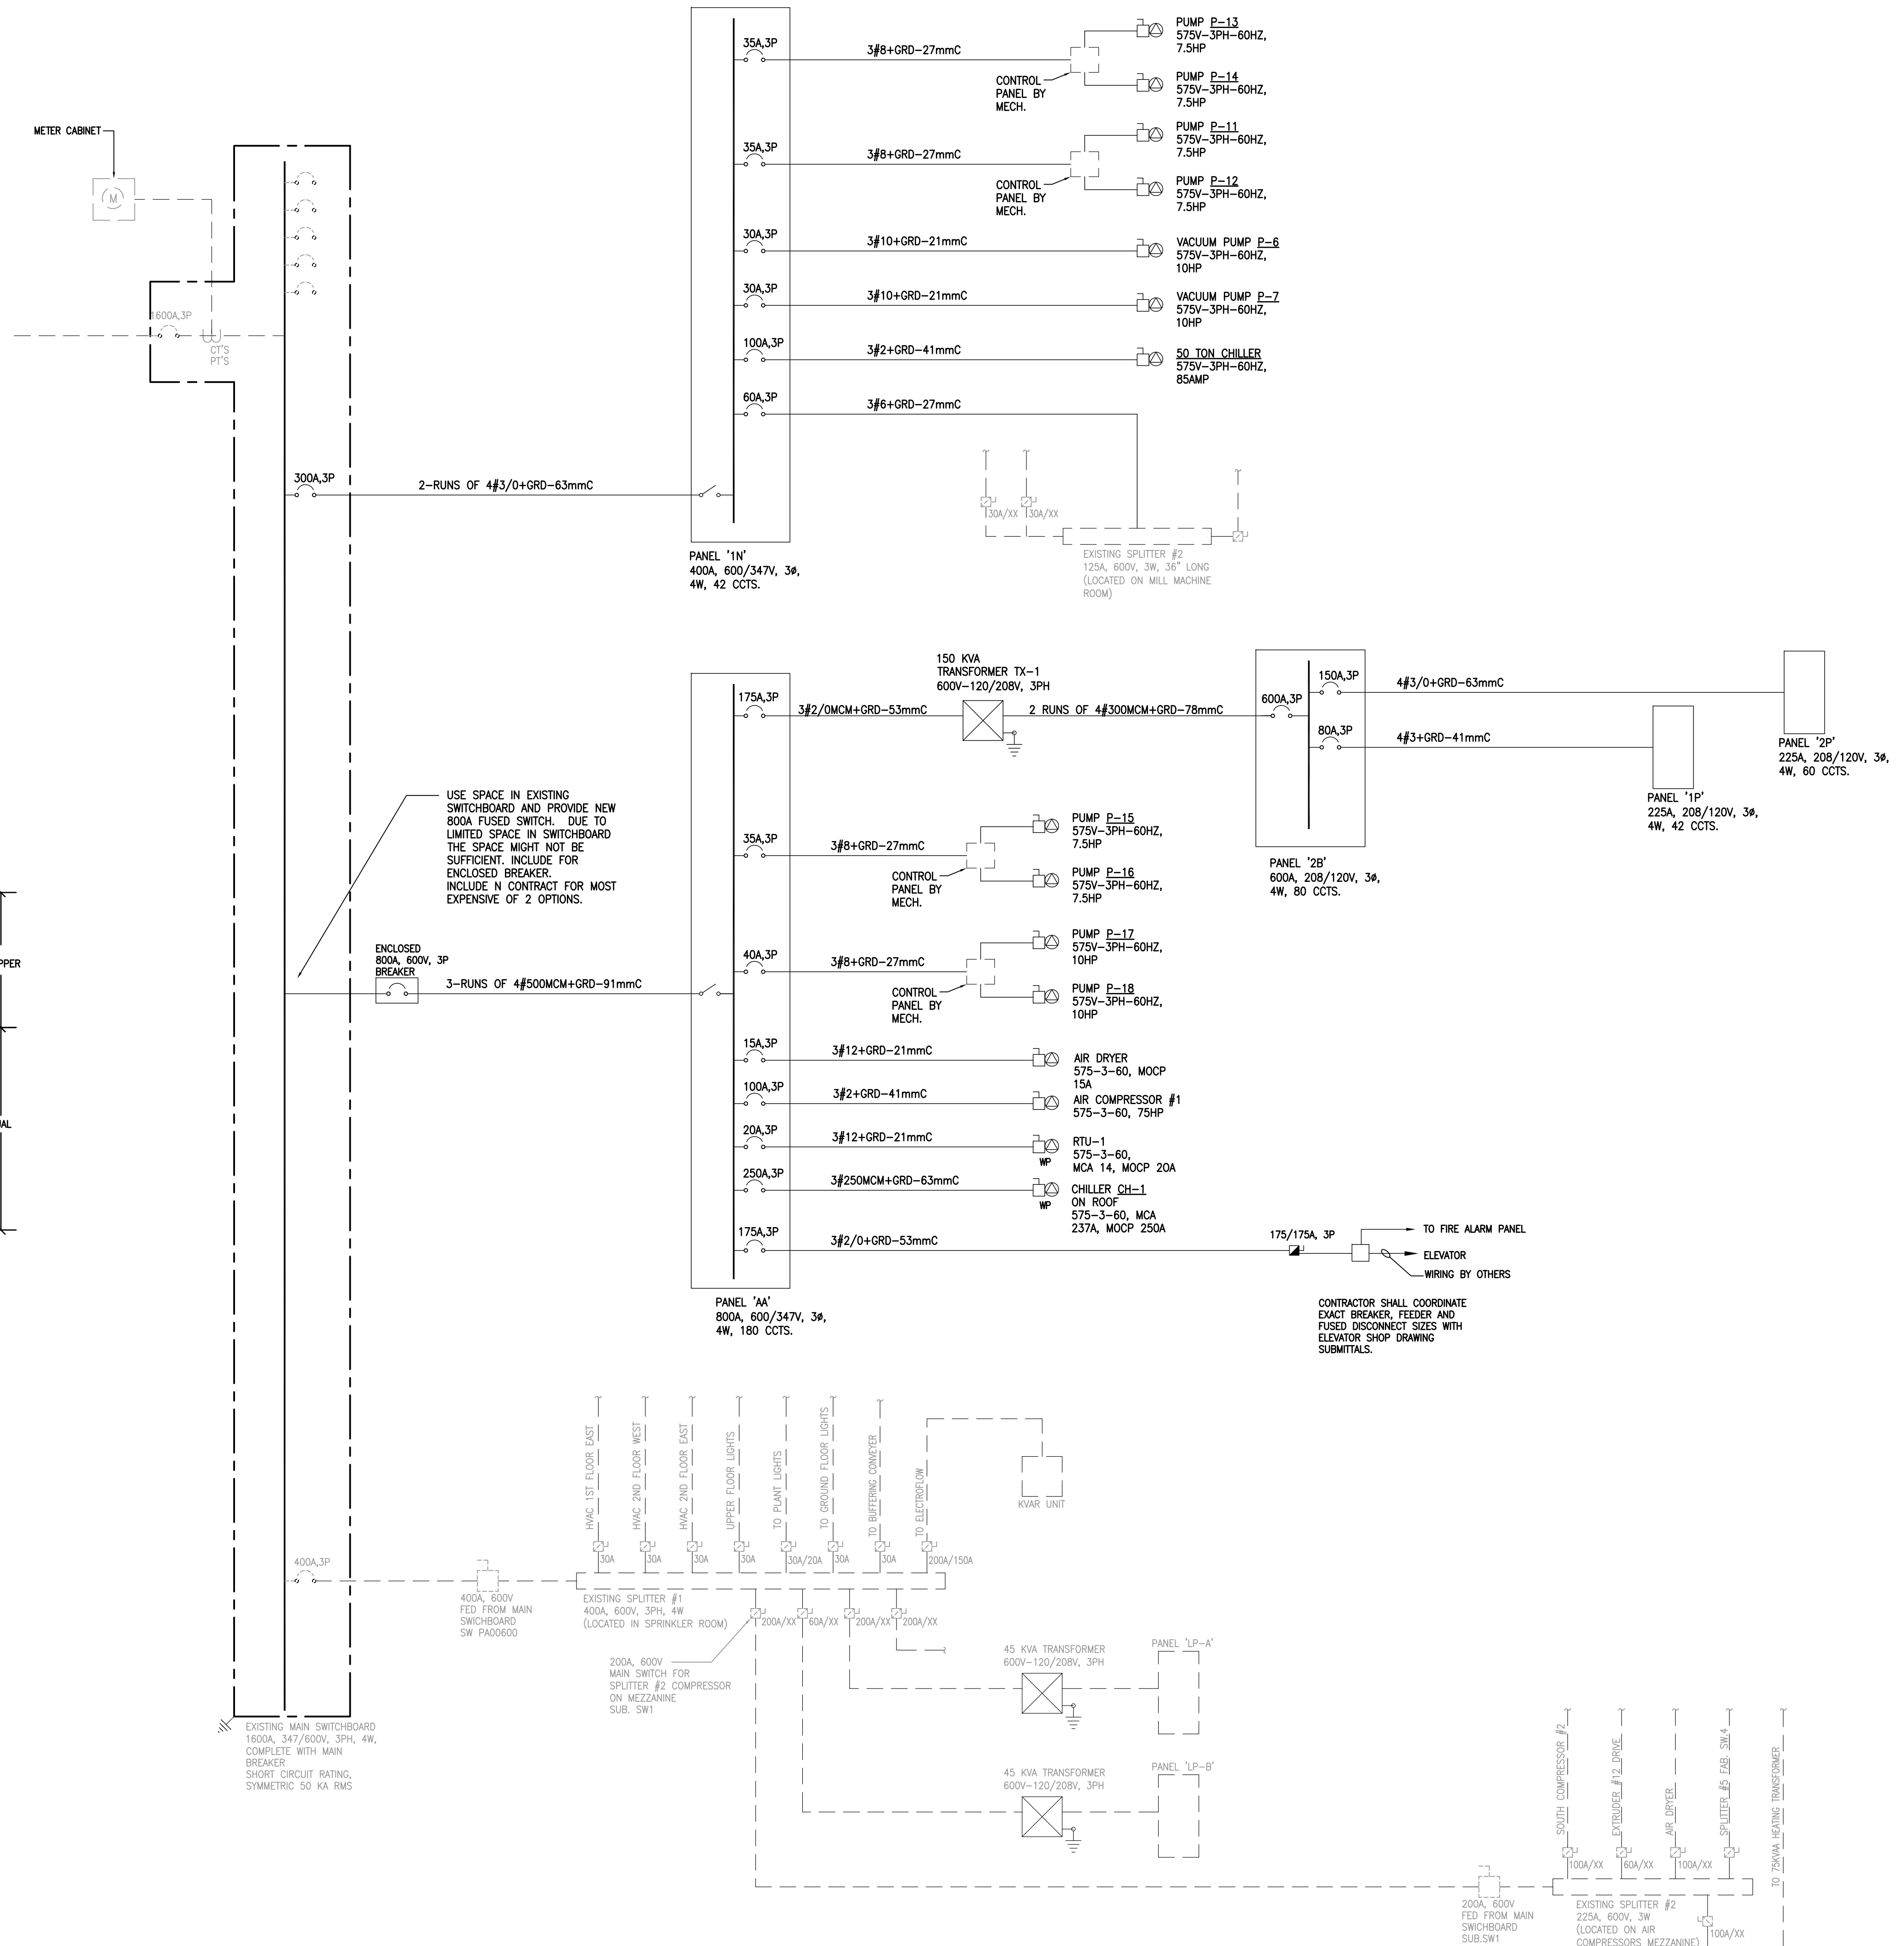 METER CABINET
M
1600A,3P
CT'S
PT'S
300A,3P
2-RUNS OF 4#3/0+GRD-63mmC
35A,3P
3#8+GRD-27mmC
CONTROL
PANEL BY
MECH.
PUMP P-13
575V-3PH-60HZ,
7.5HP
PUMP P-14
575V-3PH-60HZ,
7.5HP
35A,3P
3#8+GRD-27mmC
CONTROL
PANEL BY
MECH.
PUMP P-11
575V-3PH-60HZ,
7.5HP
PUMP P-12
575V-3PH-60HZ,
7.5HP
30A,3P
3#10+GRD-21mmC
VACUUM PUMP P-6
575V-3PH-60HZ,
10HP
30A,3P
3#10+GRD-21mmC
VACUUM PUMP P-7
575V-3PH-60HZ,
10HP
100A,3P
3#2+GRD-41mmC
50 TON CHILLER
575V-3PH-60HZ,
85AMP
60A,3P
3#6+GRD-27mmC
30A/XX
30A/XX
EXISTING SPLITTER #2
125A, 600V, 3W, 36" LONG
(LOCATED ON MILL MACHINE
ROOM)
PANEL '1N'
400A, 600/347V, 3ø,
4W, 42 CCTS.
150 KVA
TRANSFORMER TX-1
600V-120/208V, 3PH
175A,3P
3#2/0MCM+GRD-53mmC
2 RUNS OF 4#300MCM+GRD-78mmC
600A,3P
150A,3P
4#3/0+GRD-63mmC
80A,3P
4#3+GRD-41mmC
PANEL '2P'
225A, 208/120V, 3ø,
4W, 60 CCTS.
PANEL '1P'
225A, 208/120V, 3ø,
4W, 42 CCTS.
PANEL '2B'
600A, 208/120V, 3ø,
4W, 80 CCTS.
USE SPACE IN EXISTING
SWITCHBOARD AND PROVIDE NEW
800A FUSED SWITCH. DUE TO
LIMITED SPACE IN SWITCHBOARD
THE SPACE MIGHT NOT BE
SUFFICIENT. INCLUDE FOR
ENCLOSED BREAKER.
INCLUDE N CONTRACT FOR MOST
EXPENSIVE OF 2 OPTIONS.
ENCLOSED
800A, 600V, 3P
BREAKER
3-RUNS OF 4#500MCM+GRD-91mmC
35A,3P
3#8+GRD-27mmC
CONTROL
PANEL BY
MECH.
PUMP P-15
575V-3PH-60HZ,
7.5HP
PUMP P-16
575V-3PH-60HZ,
7.5HP
40A,3P
3#8+GRD-27mmC
CONTROL
PANEL BY
MECH.
PUMP P-17
575V-3PH-60HZ,
10HP
PUMP P-18
575V-3PH-60HZ,
10HP
15A,3P
3#12+GRD-21mmC
AIR DRYER
575-3-60, MOCP
15A
100A,3P
3#2+GRD-41mmC
AIR COMPRESSOR #1
575-3-60, 75HP
20A,3P
3#12+GRD-21mmC
WP
RTU-1
575-3-60,
MCA 14, MOCP 20A
250A,3P
3#250MCM+GRD-63mmC
WP
CHILLER CH-1
ON ROOF
575-3-60, MCA
237A, MOCP 250A
175A,3P
3#2/0+GRD-53mmC
175/175A, 3P
TO FIRE ALARM PANEL
ELEVATOR
WIRING BY OTHERS
CONTRACTOR SHALL COORDINATE
EXACT BREAKER, FEEDER AND
FUSED DISCONNECT SIZES WITH
ELEVATOR SHOP DRAWING
SUBMITTALS.
PANEL 'AA'
800A, 600/347V, 3ø,
4W, 180 CCTS.
PPER
UAL
HVAC 1ST FLOOR EAST
HVAC 2ND FLOOR WEST
HVAC 2ND FLOOR EAST
UPPER FLOOR LIGHTS
TO PLANT LIGHTS
TO GROUND FLOOR LIGHTS
TO BUFFERING CONVEYER
TO ELECTROFLOW
KVAR UNIT
30A
30A
30A
30A
30A/20A
30A
30A
200A/150A
400A,3P
400A, 600V
FED FROM MAIN
SWICHBOARD
SW PA00600
EXISTING SPLITTER #1
400A, 600V, 3PH, 4W
(LOCATED IN SPRINKLER ROOM)
200A/XX
60A/XX
200A/XX
200A/XX
200A, 600V
MAIN SWITCH FOR
SPLITTER #2 COMPRESSOR
ON MEZZANINE
SUB. SW1
45 KVA TRANSFORMER
600V-120/208V, 3PH
PANEL 'LP-A'
45 KVA TRANSFORMER
600V-120/208V, 3PH
PANEL 'LP-B'
EXISTING MAIN SWITCHBOARD
1600A, 347/600V, 3PH, 4W,
COMPLETE WITH MAIN
BREAKER
SHORT CIRCUIT RATING,
SYMMETRIC 50 KA RMS
SOUTH COMPRESSOR #2
EXTRUDER #12 DRIVE
AIR DRYER
SPLITTER #5 FAB. SW.4
TO 75KVAA HEATING TRANSFORMER
100A/XX
60A/XX
100A/XX
200A, 600V
FED FROM MAIN
SWICHBOARD
SUB.SW1
EXISTING SPLITTER #2
225A, 600V, 3W
(LOCATED ON AIR
COMPRESSORS MEZZANINE)
100A/XX